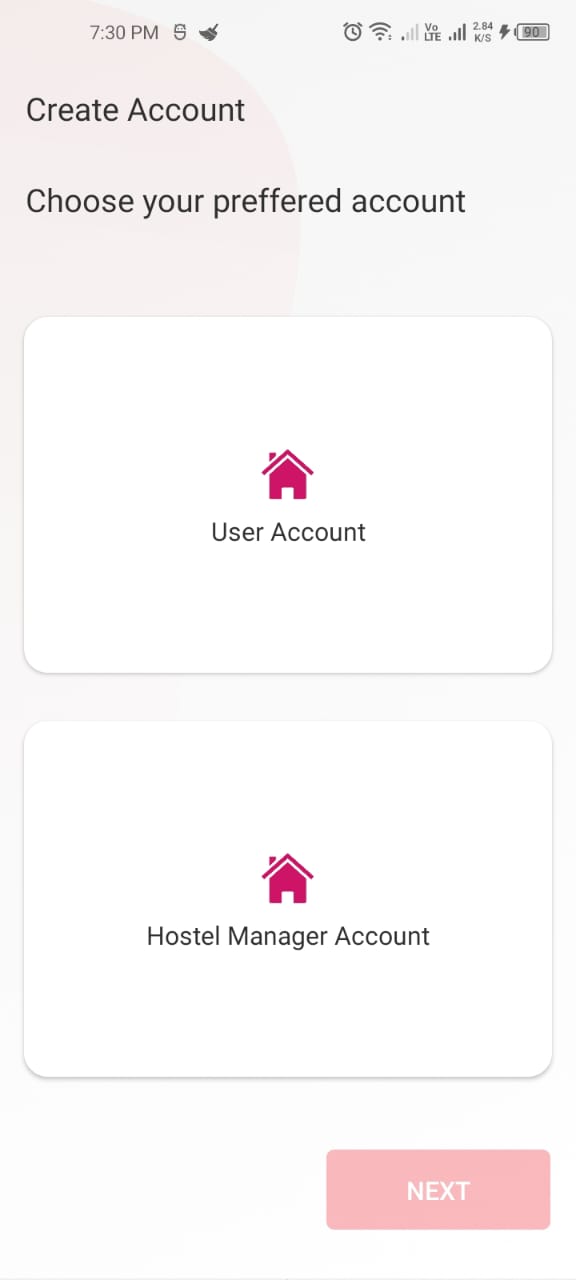 7:30 PM
Vo LTE 2.84 K/S 90
Create Account
Choose your preffered account
User Account
Hostel Manager Account
NEXT